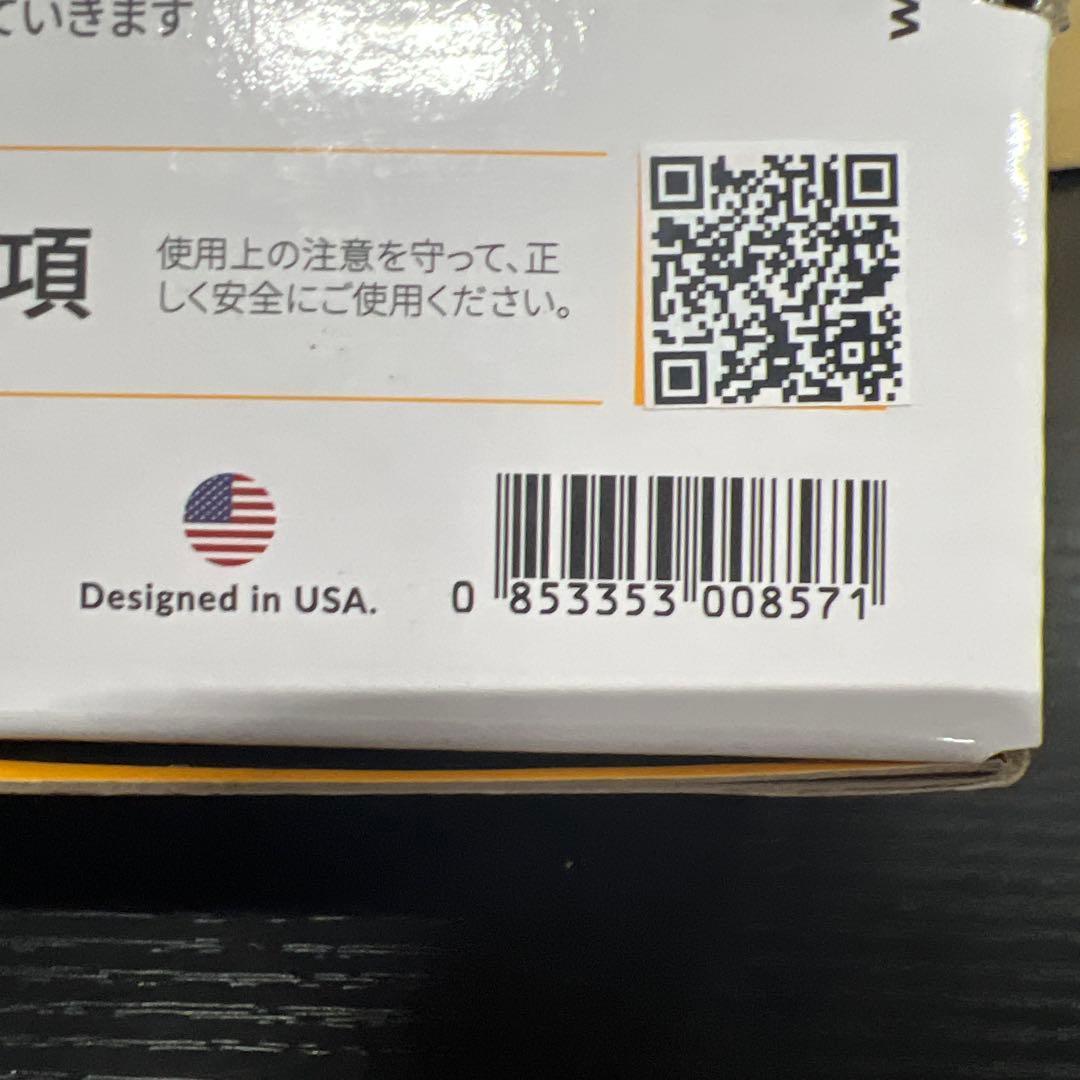 ていきます
w
項
使用上の注意を守って、正
しく安全にご使用ください。
Designed in USA.
0 853353 008571